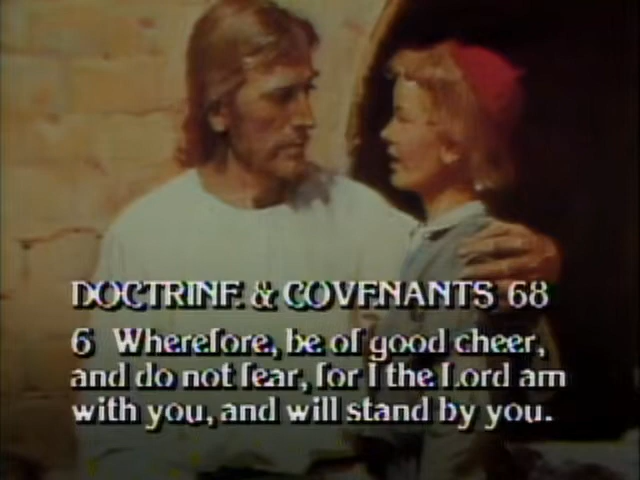 DOCTRINE & COVENANTS 68
6 Wherefore, be of good cheer,
and do not fear, for I the Lord am
with you, and will stand by you.